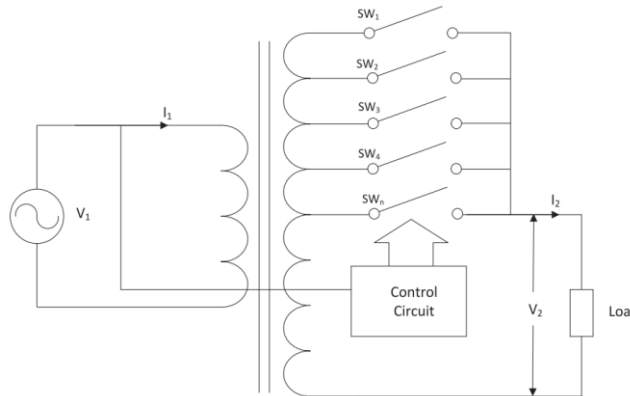 SW₁
SW₂
I₁
SW₃
SW₄
V₁
SWₙ
I₂
Control
Circuit
V₂
Loa